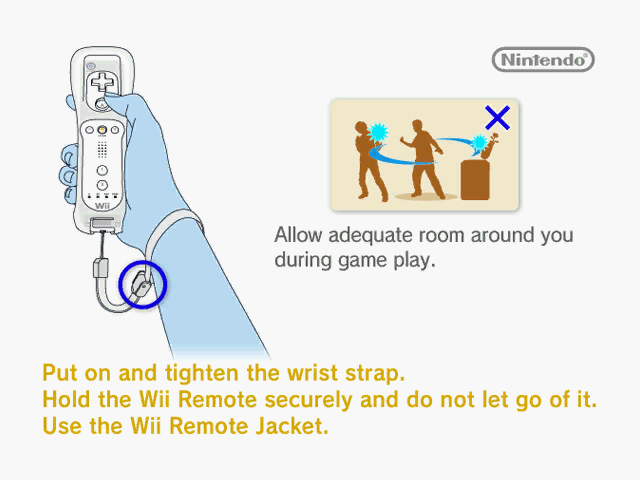 Nintendo®
Wii
Allow adequate room around you
during game play.
Put on and tighten the wrist strap.
Hold the Wii Remote securely and do not let go of it.
Use the Wii Remote Jacket.